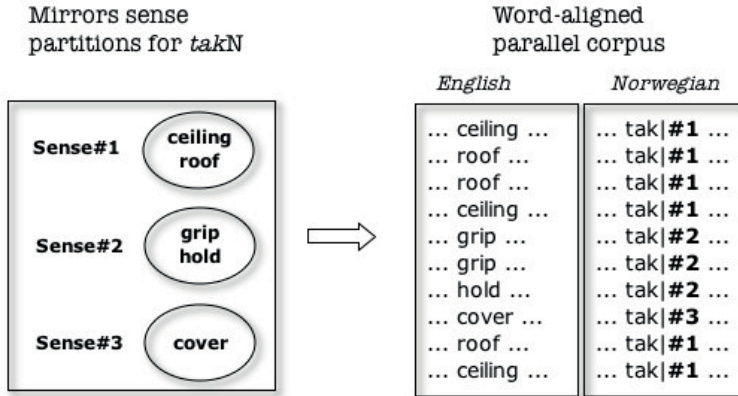 Mirrors sense
partitions for takN
Sense#1
ceiling
roof
Sense#2
grip
hold
Sense#3
cover
Word-aligned
parallel corpus
English Norwegian
... ceiling ... ... tak|#1 ...
... roof ... ... tak|#1 ...
... roof ... ... tak|#1 ...
... ceiling ... ... tak|#1 ...
... grip ... ... tak|#2 ...
... grip ... ... tak|#2 ...
... hold ... ... tak|#2 ...
... cover ... ... tak|#3 ...
... roof ... ... tak|#1 ...
... ceiling ... ... tak|#1 ...